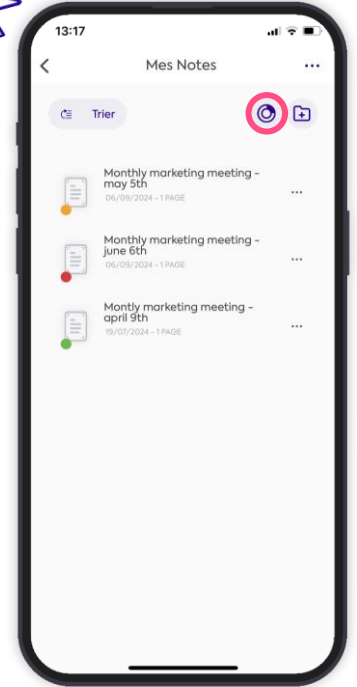 13:17
Mes Notes
Trier
Monthly marketing meeting -
may 5th
06/09/2024 - 1 PAGE
Monthly marketing meeting -
june 6th
06/09/2024 - 1 PAGE
Montly marketing meeting -
april 9th
19/07/2024 - 1 PAGE